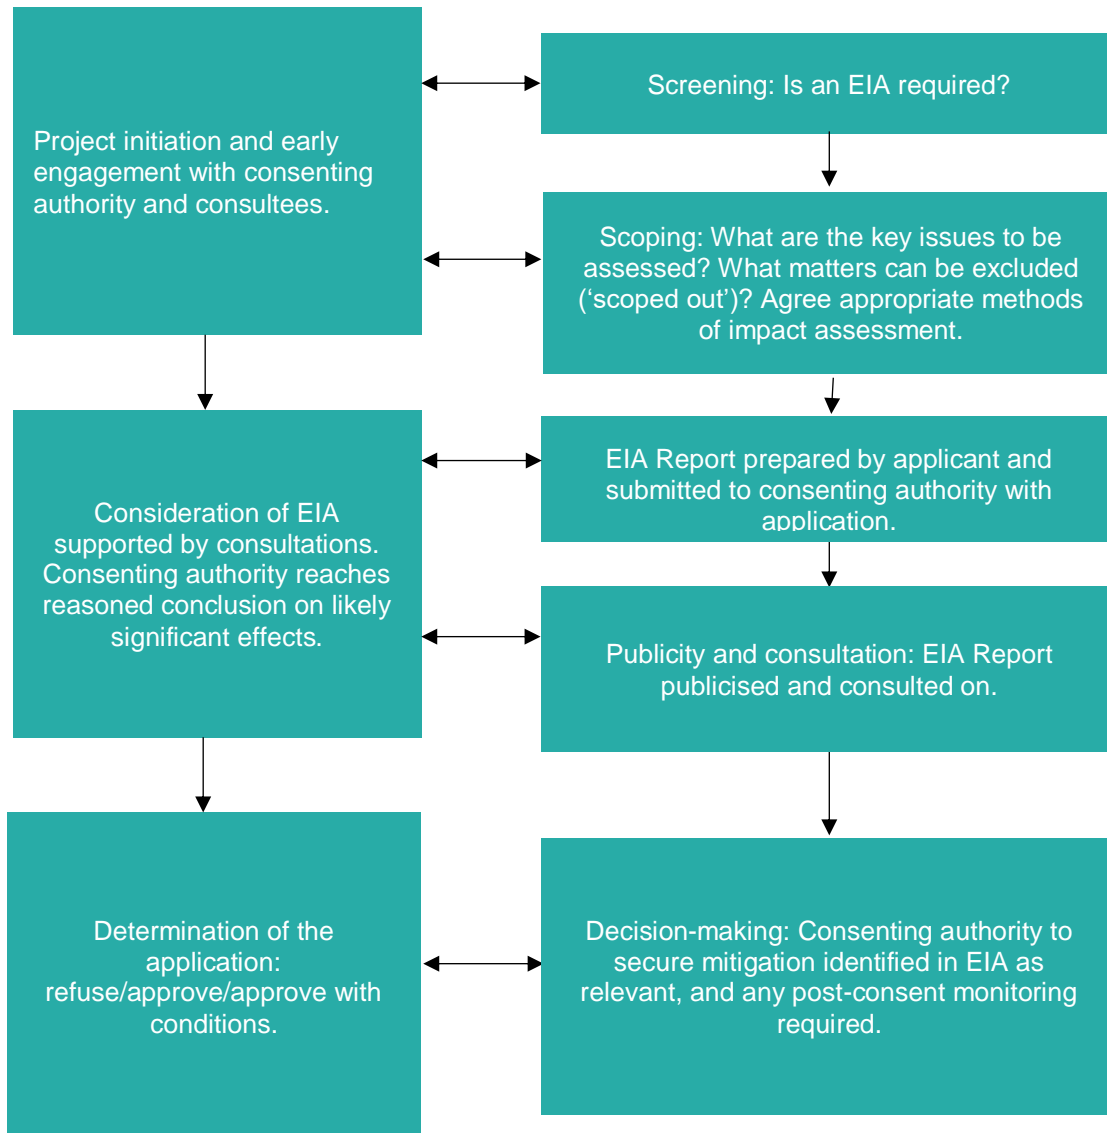 Project initiation and early
engagement with consenting
authority and consultees.
Screening: Is an EIA required?
Scoping: What are the key issues to be
assessed? What matters can be excluded
(‘scoped out’)? Agree appropriate methods
of impact assessment.
Consideration of EIA
supported by consultations.
Consenting authority reaches
reasoned conclusion on likely
significant effects.
EIA Report prepared by applicant and
submitted to consenting authority with
application.
Publicity and consultation: EIA Report
publicised and consulted on.
Determination of the
application:
refuse/approve/approve with
conditions.
Decision-making: Consenting authority to
secure mitigation identified in EIA as
relevant, and any post-consent monitoring
required.